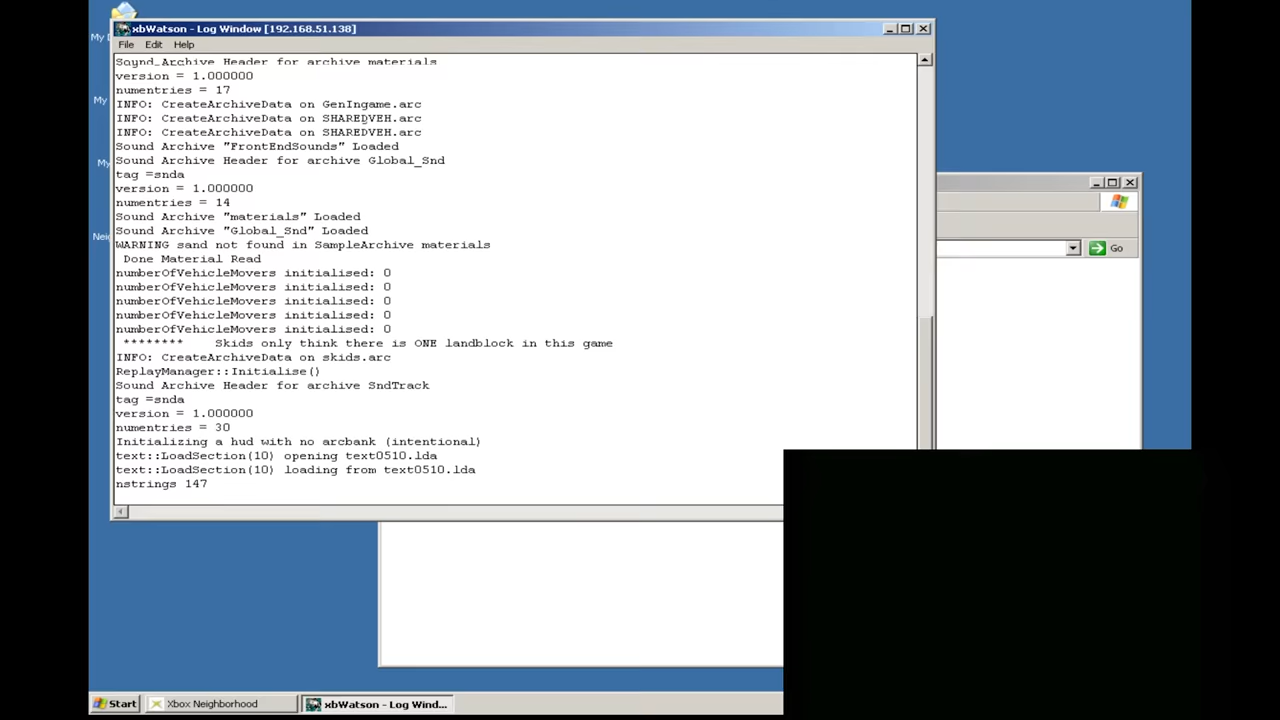 xbWatson - Log Window [192.168.51.138]
File Edit Help
Sound Archive Header for archive materials
version = 1.000000
numentries = 17
INFO: CreateArchiveData on GenIngame.arc
INFO: CreateArchiveData on SHAREDVEH.arc
INFO: CreateArchiveData on SHAREDVEH.arc
Sound Archive "FrontEndSounds" Loaded
Sound Archive Header for archive Global_Snd
tag =snda
version = 1.000000
numentries = 14
Sound Archive "materials" Loaded
Sound Archive "Global_Snd" Loaded
WARNING sand not found in SampleArchive materials
Done Material Read
numberOfVehicleMovers initialised: 0
numberOfVehicleMovers initialised: 0
numberOfVehicleMovers initialised: 0
numberOfVehicleMovers initialised: 0
numberOfVehicleMovers initialised: 0
******** Skids only think there is ONE landblock in this game
INFO: CreateArchiveData on skids.arc
ReplayManager::Initialise()
Sound Archive Header for archive SndTrack
tag =snda
version = 1.000000
numentries = 30
Initializing a hud with no arcbank (intentional)
text::LoadSection(10) opening text0510.lda
text::LoadSection(10) loading from text0510.lda
nstrings 147
My
My
My
Go
Start
Xbox Neighborhood
xbWatson - Log Wind...